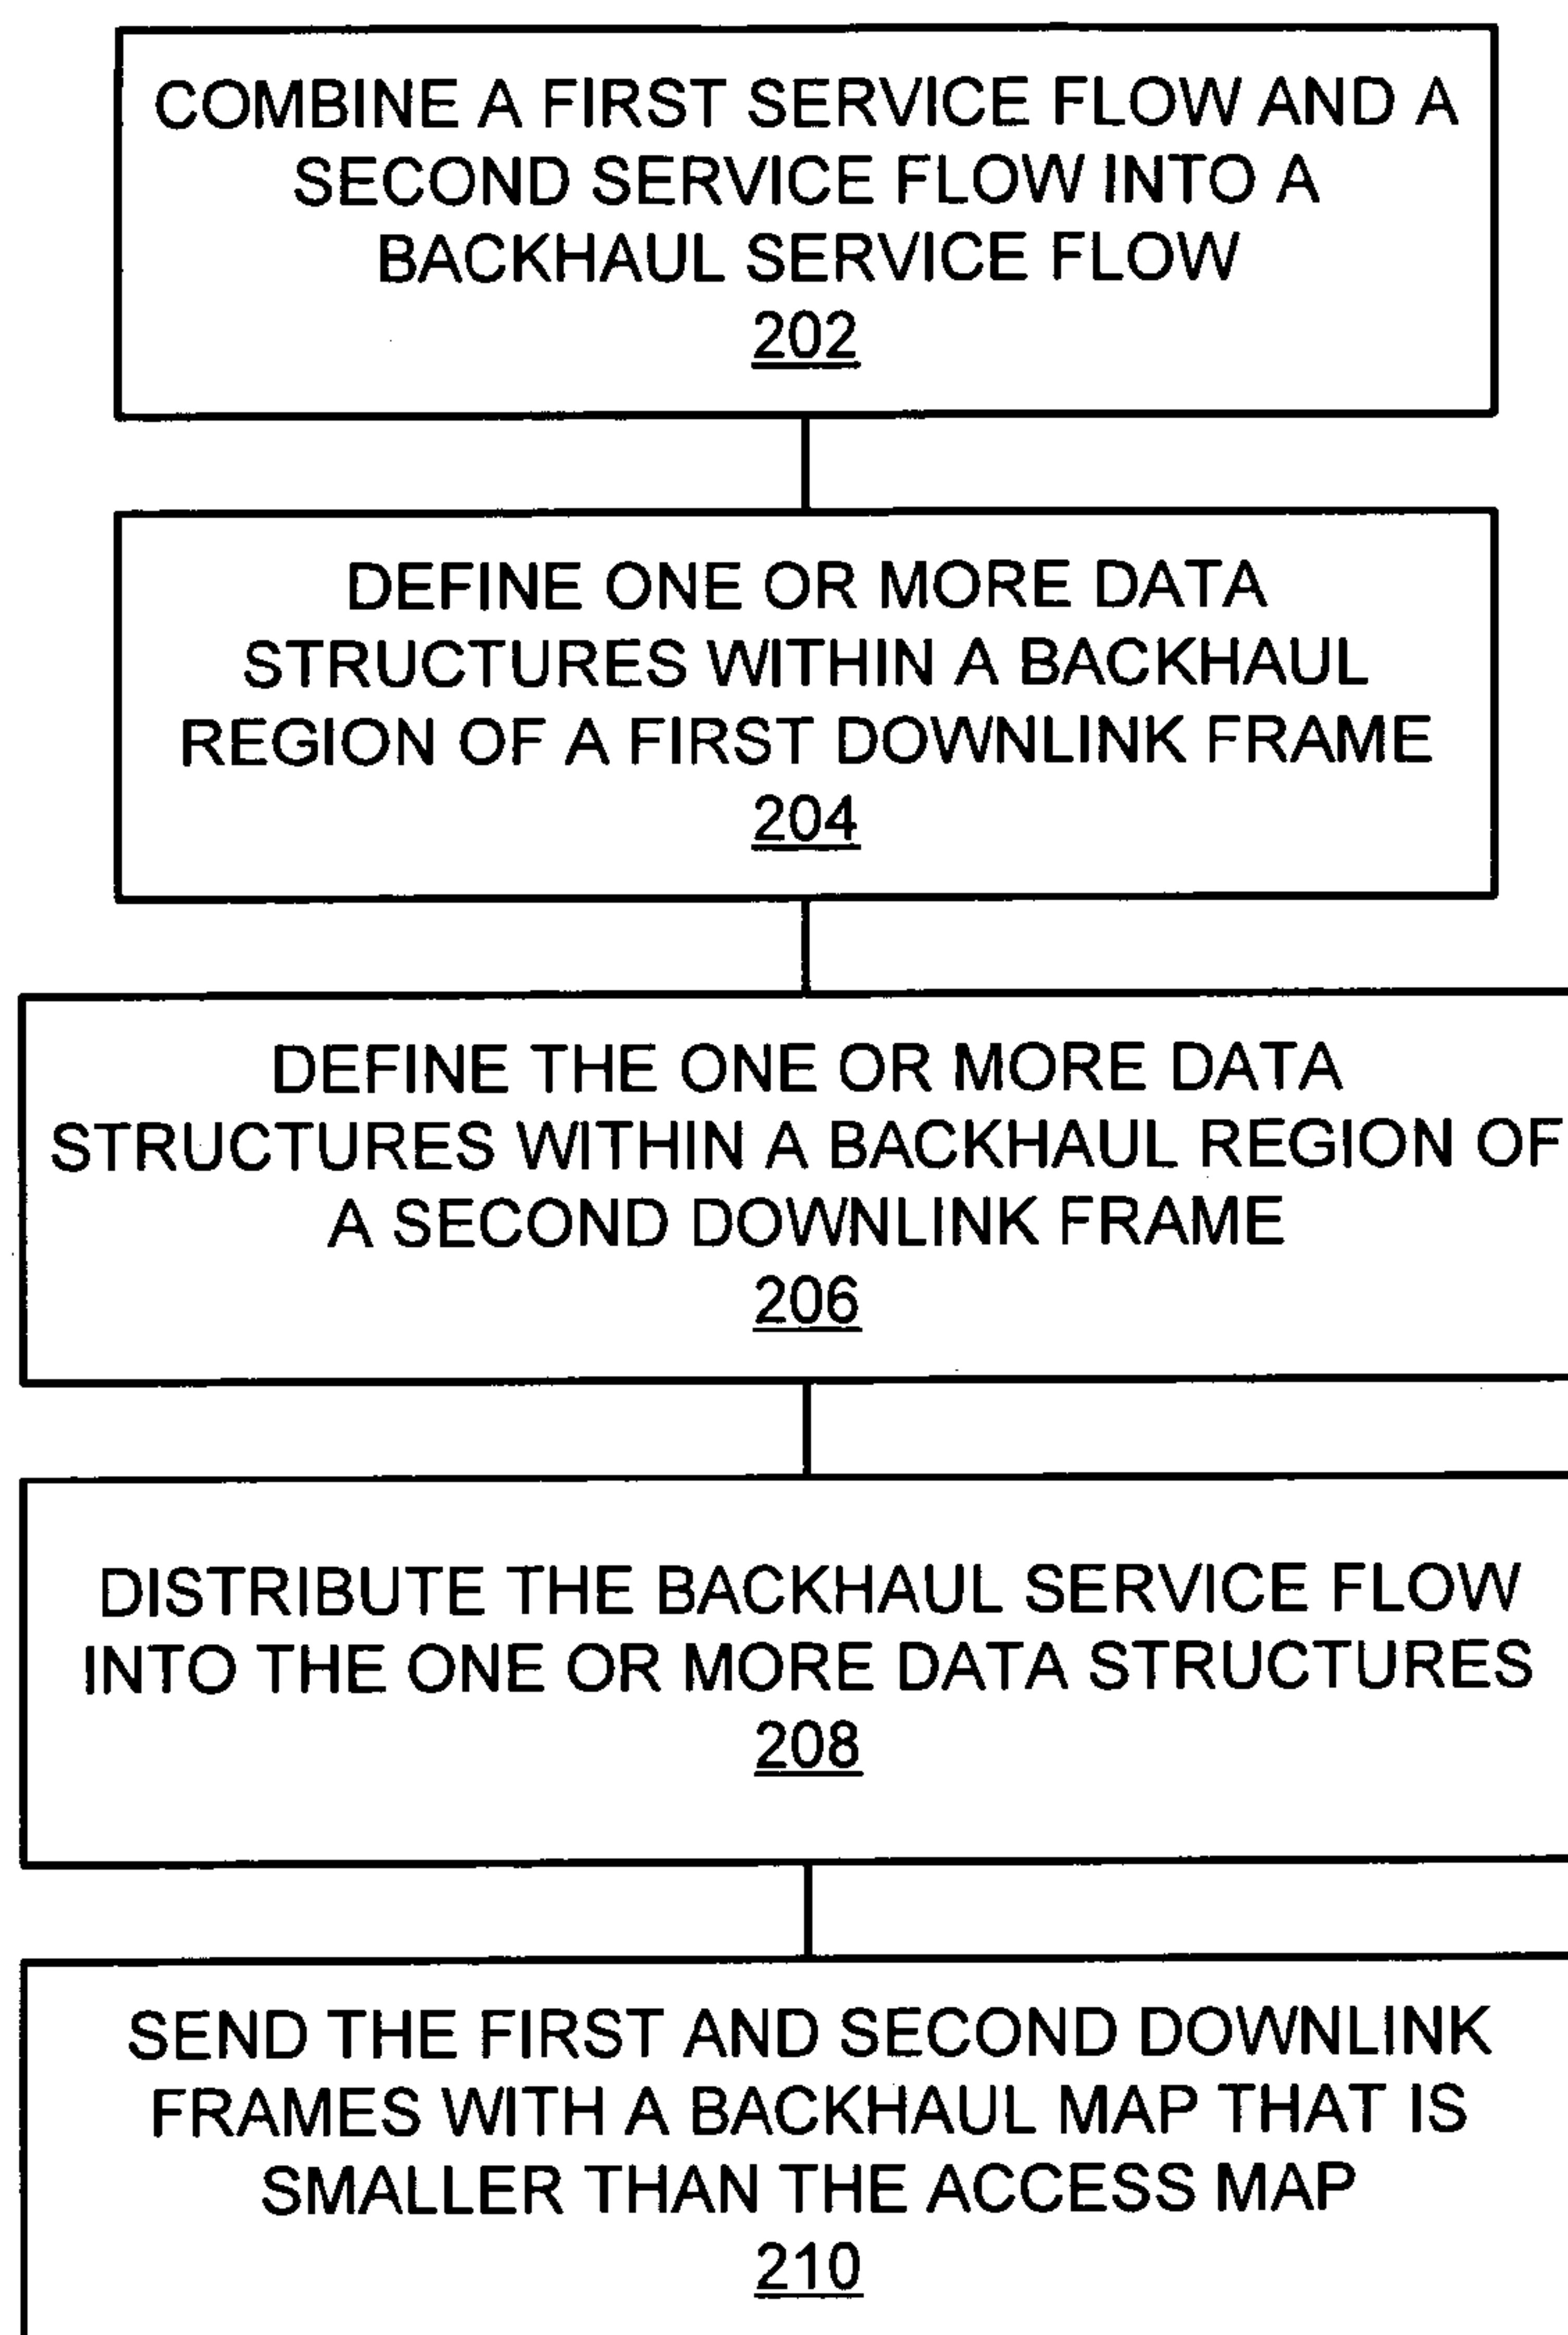 COMBINE A FIRST SERVICE FLOW AND A
SECOND SERVICE FLOW INTO A
BACKHAUL SERVICE FLOW
202
DEFINE ONE OR MORE DATA
STRUCTURES WITHIN A BACKHAUL
REGION OF A FIRST DOWNLINK FRAME
204
DEFINE THE ONE OR MORE DATA
STRUCTURES WITHIN A BACKHAUL REGION OF
A SECOND DOWNLINK FRAME
206
DISTRIBUTE THE BACKHAUL SERVICE FLOW
INTO THE ONE OR MORE DATA STRUCTURES
208
SEND THE FIRST AND SECOND DOWNLINK
FRAMES WITH A BACKHAUL MAP THAT IS
SMALLER THAN THE ACCESS MAP
210